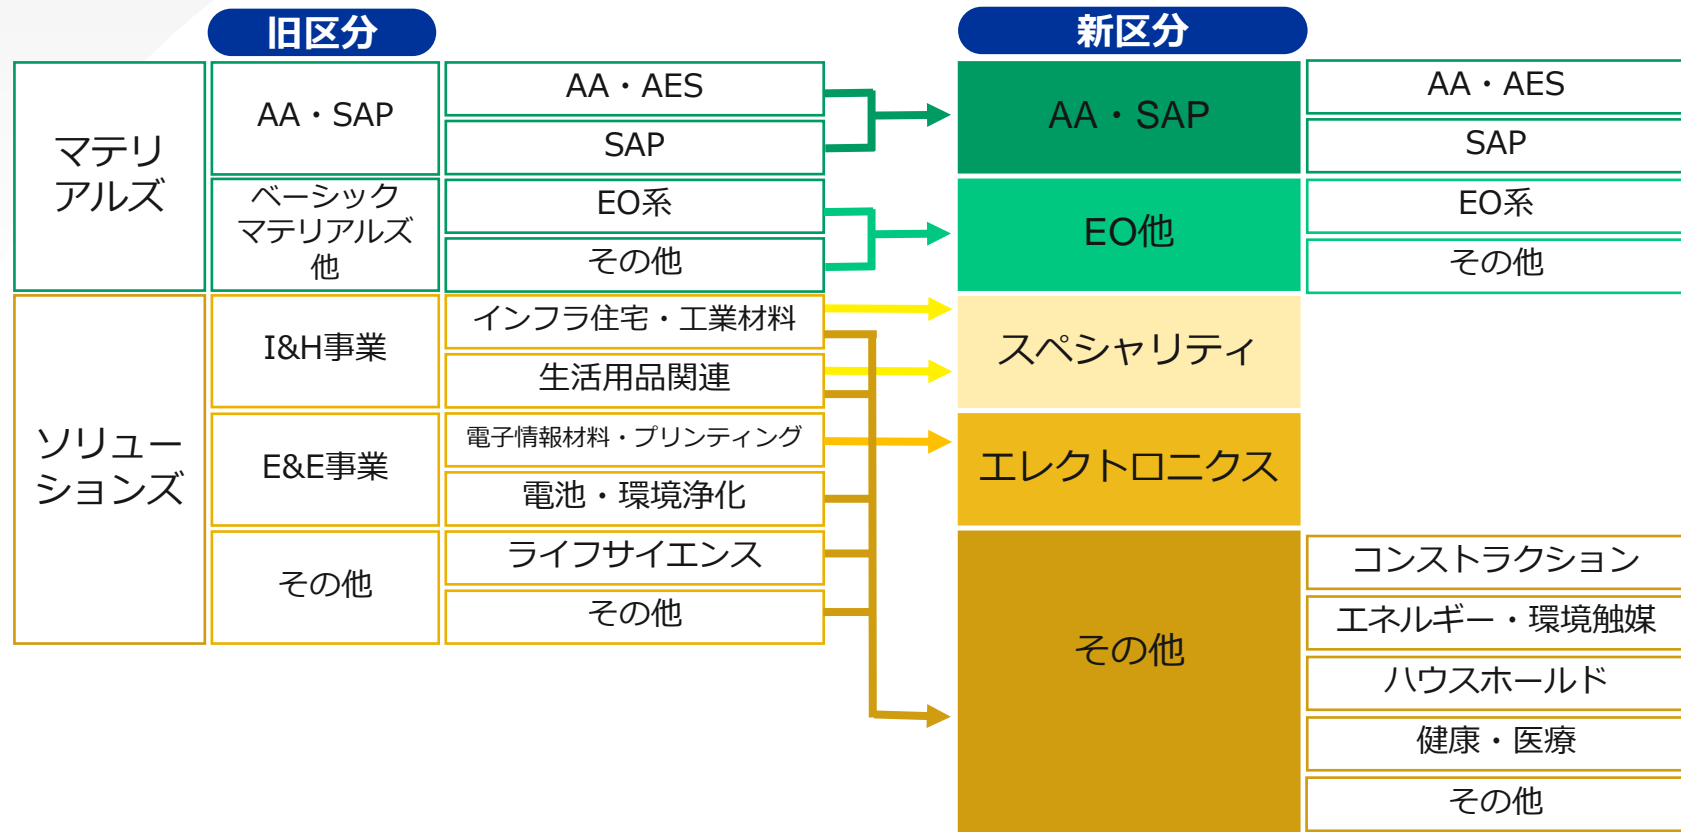 旧区分
新区分
マテリ
アルズ
AA・SAP
AA・AES
SAP
ベーシック
マテリアルズ
他
EO系
その他
ソリュー
ションズ
I&H事業
インフラ住宅・工業材料
生活用品関連
E&E事業
電子情報材料・プリンティング
電池・環境浄化
その他
ライフサイエンス
その他
AA・SAP
AA・AES
SAP
EO他
EO系
その他
スペシャリティ
エレクトロニクス
その他
コンストラクション
エネルギー・環境触媒
ハウスホールド
健康・医療
その他